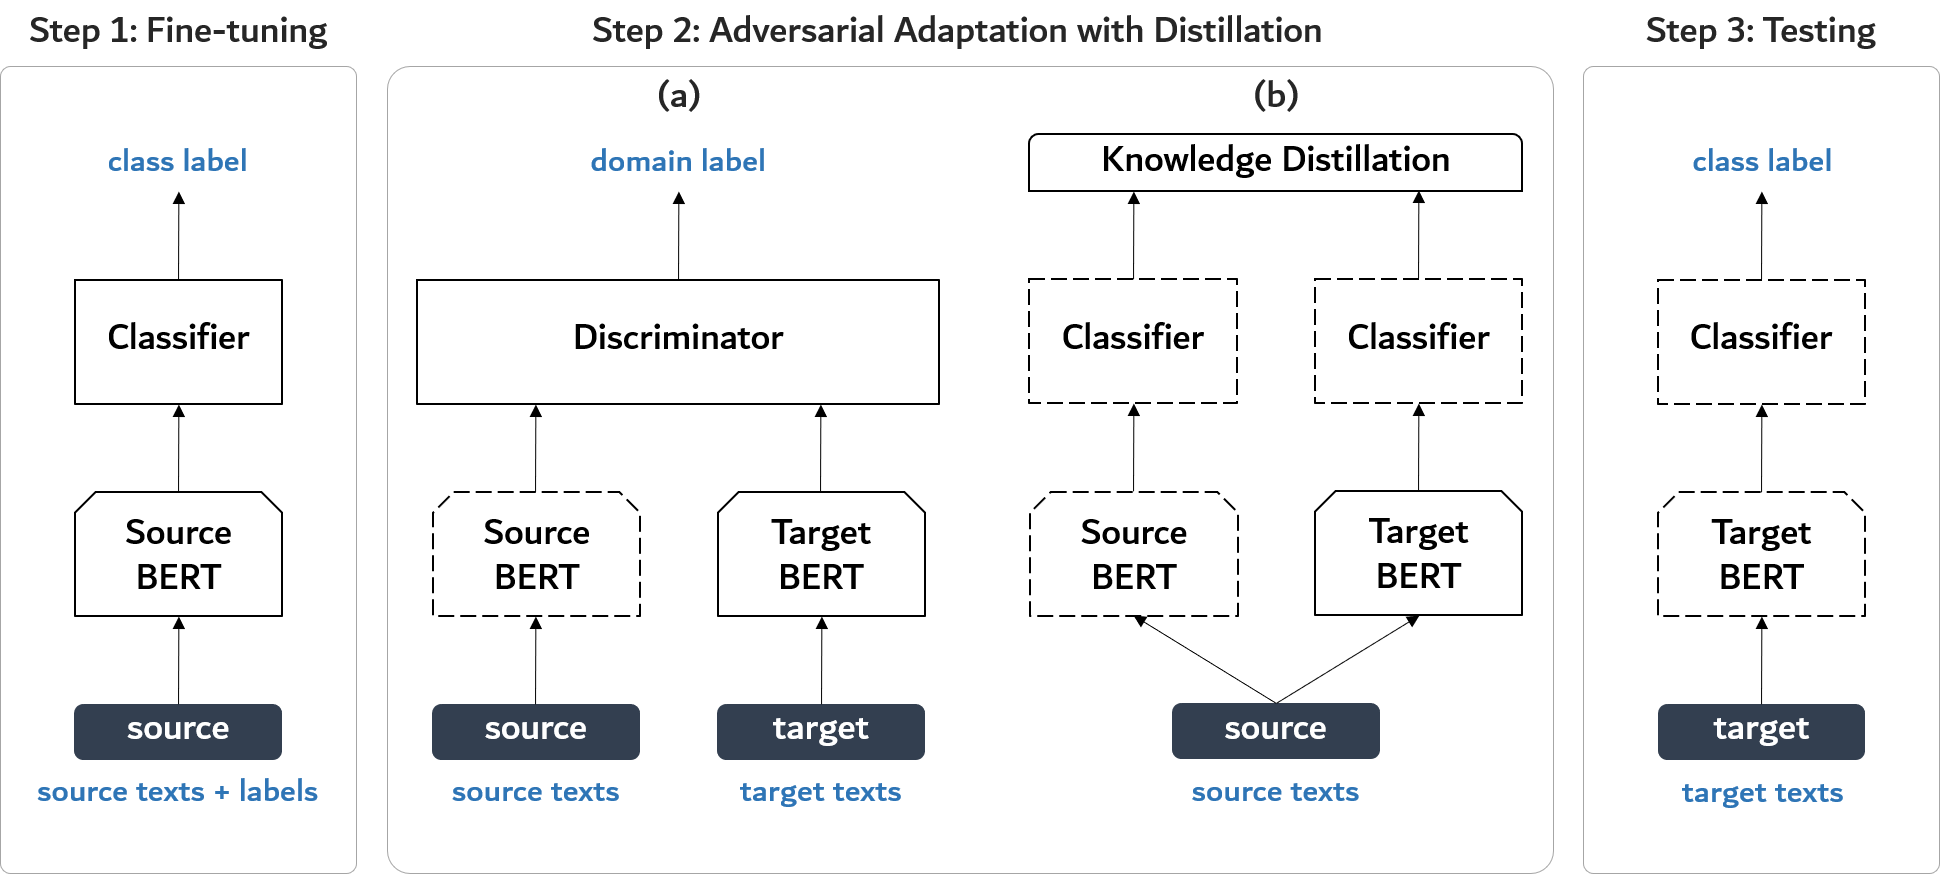 Step 1: Fine-tuning
class label
Classifier
Source
BERT
source
source texts + labels
Step 2: Adversarial Adaptation with Distillation
(a)
domain label
Discriminator
Source
BERT
Target
BERT
source
target
source texts
target texts
(b)
Knowledge Distillation
Classifier
Classifier
Source
BERT
Target
BERT
source
source texts
Step 3: Testing
class label
Classifier
Target
BERT
target
target texts